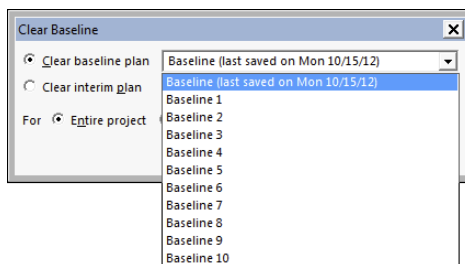 Clear Baseline
Clear baseline plan Baseline (last saved on Mon 10/15/12)
Clear interim plan Baseline (last saved on Mon 10/15/12)
Baseline 1
Baseline 2
For Entire project
Baseline 3
Baseline 4
Baseline 5
Baseline 6
Baseline 7
Baseline 8
Baseline 9
Baseline 10